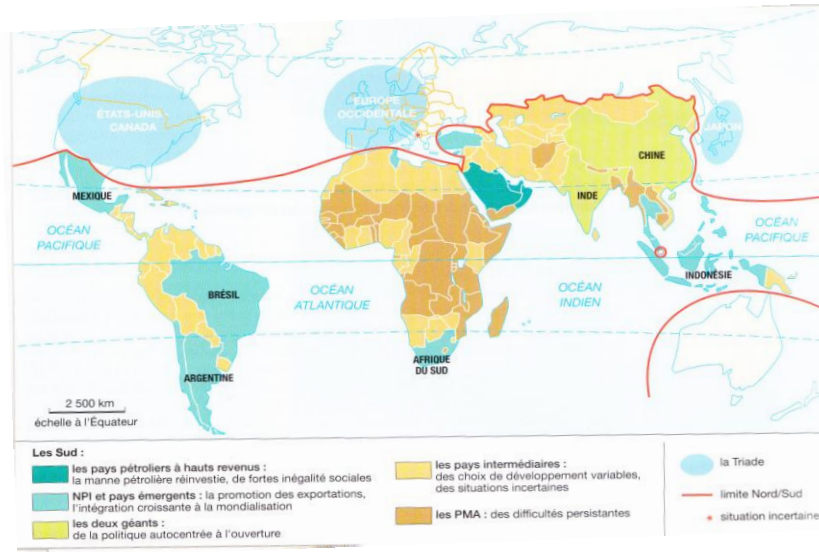 ÉTATS-UNIS
CANADA
EUROPE
OCCIDENTALE
JAPON
CHINE
MEXIQUE
INDE
OCÉAN
PACIFIQUE
OCÉAN
PACIFIQUE
OCÉAN
ATLANTIQUE
OCÉAN
INDIEN
BRÉSIL
INDONÉSIE
ARGENTINE
AFRIQUE
DU SUD
2 500 km
échelle à l'Équateur
Les Sud :
les pays pétroliers à hauts revenus :
la manne pétrolière réinvestie, de fortes inégalité sociales
NPI et pays émergents : la promotion des exportations,
l'intégration croissante à la mondialisation
les deux géants :
de la politique autocentrée à l'ouverture
les pays intermédiaires :
des choix de développement variables,
des situations incertaines
les PMA : des difficultés persistantes
la Triade
limite Nord/Sud
situation incertaine